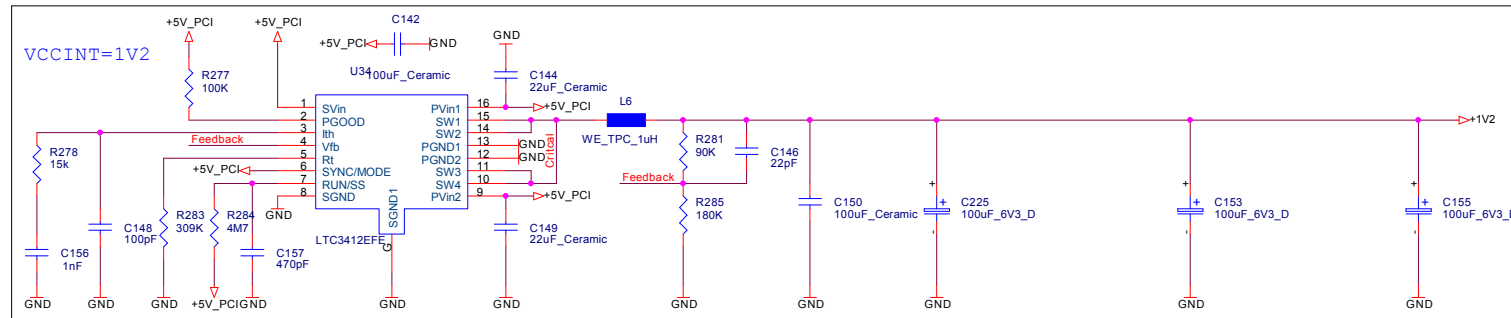 VCCINT=1V2
+5V_PCI
+5V_PCI
C142
+5V_PCI
GND
100uF_Ceramic
R277
100K
U34
GND
C144
22uF_Ceramic
+5V_PCI
1
SVin
2
PGOOD
3
Ith
4
Vfb
5
Rt
6
SYNC/MODE
7
RUN/SS
8
SGND
PVin1
16
SW1
15
SW2
14
PGND1
13
PGND2
12
SW3
11
SW4
10
PVin2
9
SGND1
G
LTC3412EFE
Feedback
+5V_PCI
GND
GND
GND
Critcal
+5V_PCI
C149
22uF_Ceramic
L6
WE_TPC_1uH
R281
90K
C146
22pF
Feedback
R285
180K
C150
100uF_Ceramic
+
+
C225
100uF_6V3_D
-
+
+
C153
100uF_6V3_D
-
+
+
C155
100uF_6V3_D
-
+1V2
R278
15k
C156
1nF
C148
100pF
R283
309K
R284
4M7
C157
470pF
GND
GND
GND
+5V_PCI
GND
GND
GND
GND
GND
GND
GND
GND